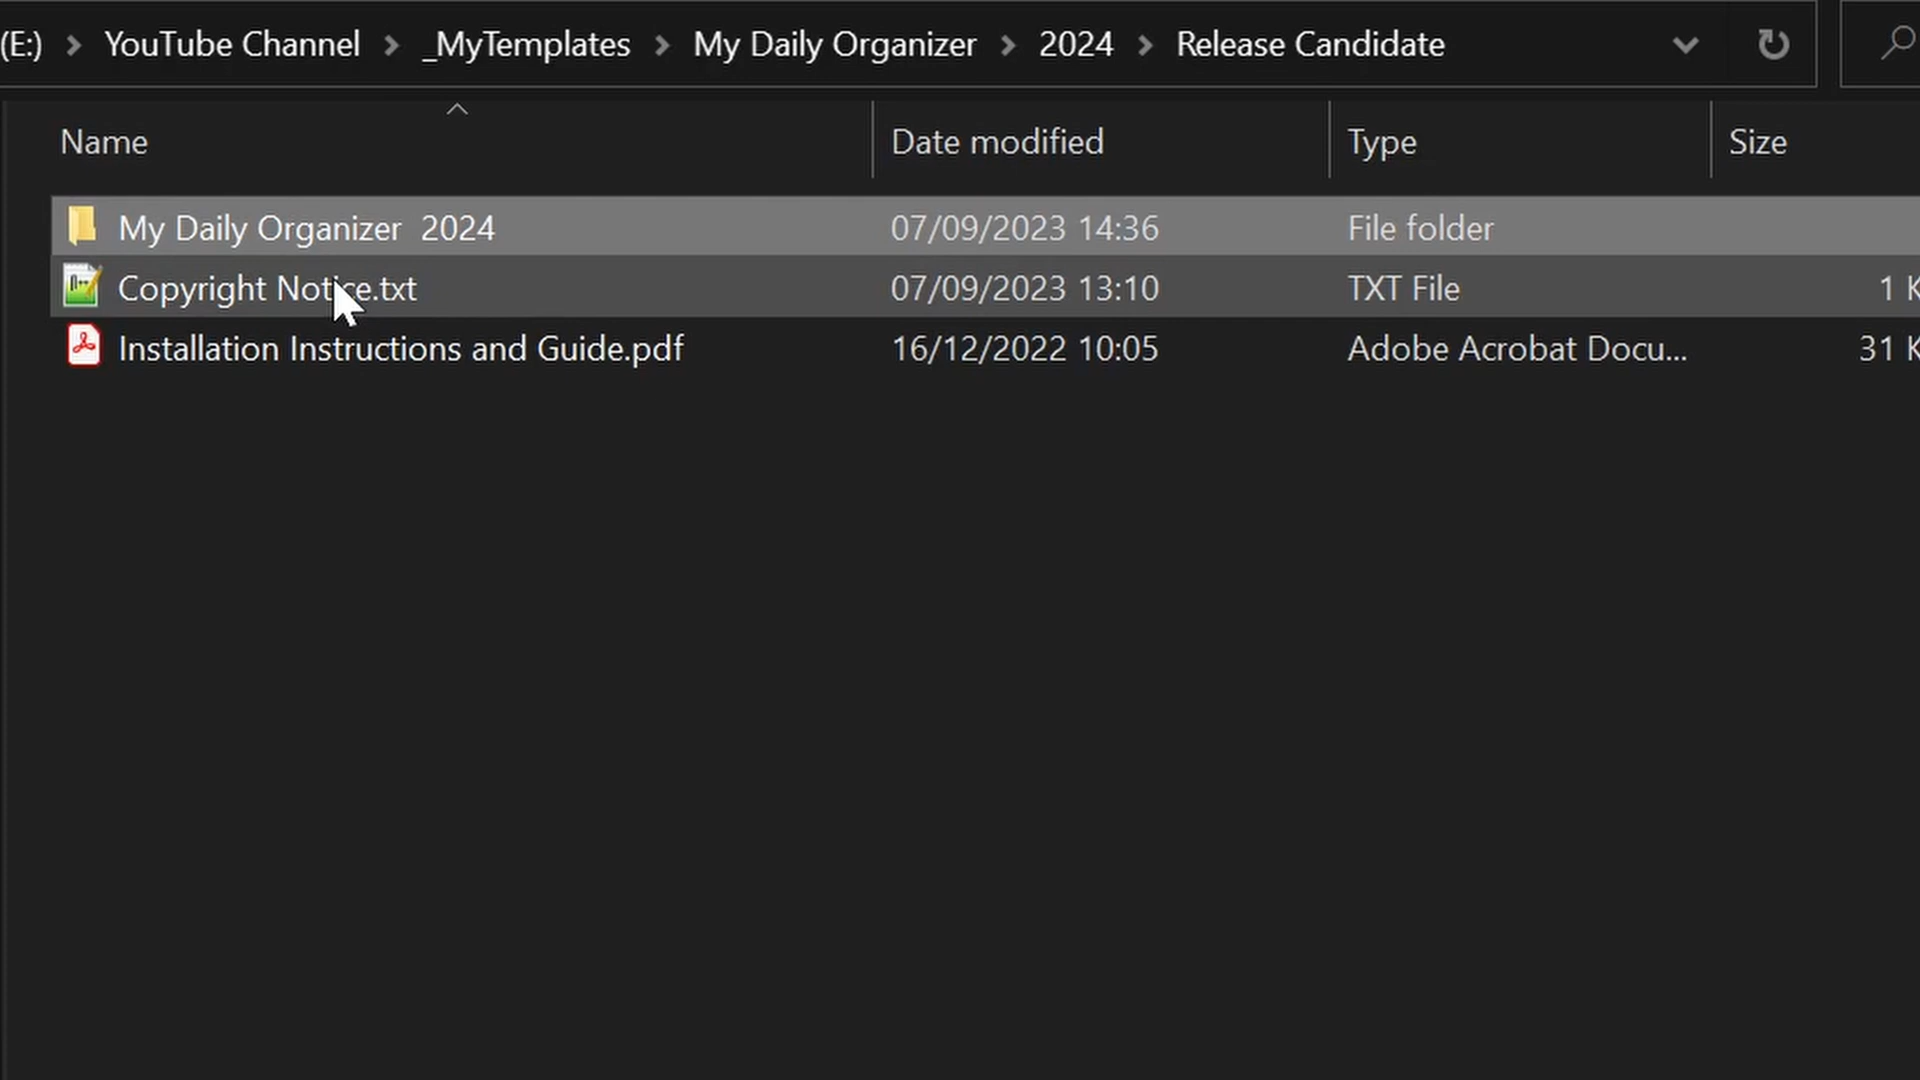 (E:) YouTube Channel _MyTemplates My Daily Organizer 2024 Release Candidate
Name Date modified Type Size
My Daily Organizer  2024 07/09/2023 14:36 File folder
Copyright Notice.txt 07/09/2023 13:10 TXT File 1 K
Installation Instructions and Guide.pdf 16/12/2022 10:05 Adobe Acrobat Docu... 31 K